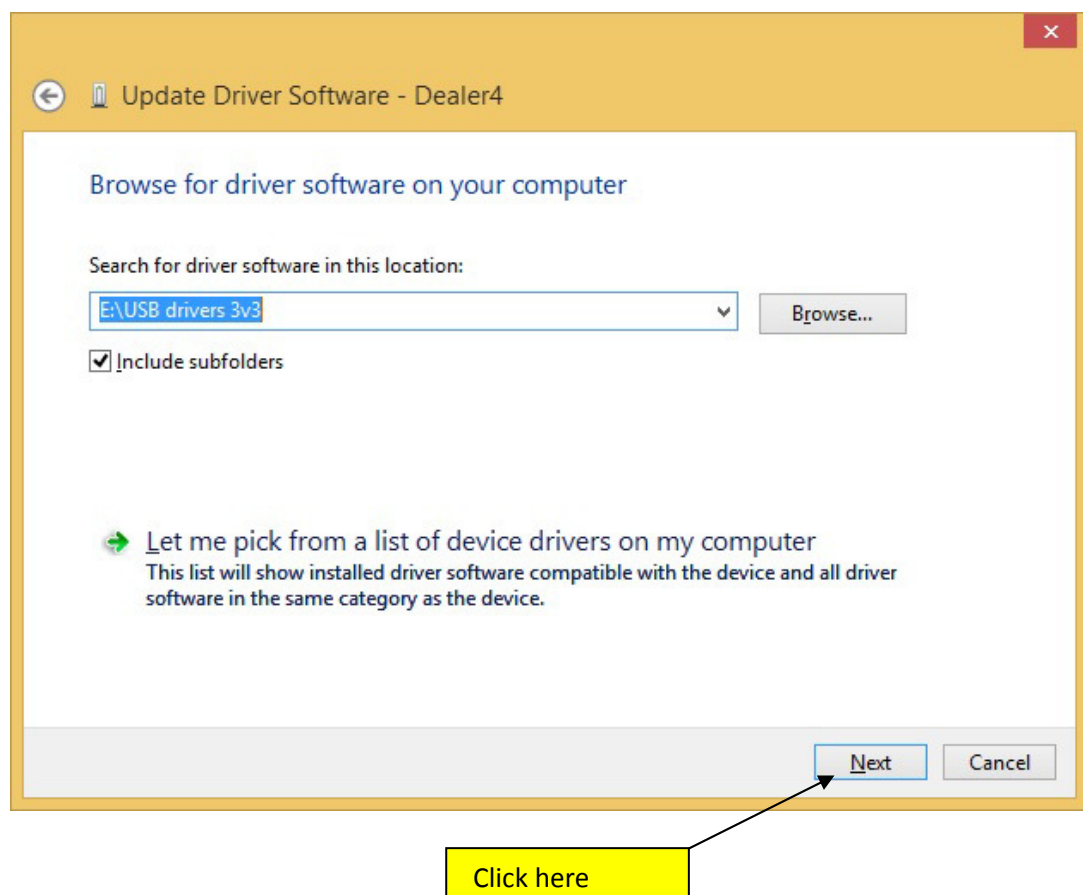 Update Driver Software - Dealer4
Browse for driver software on your computer
Search for driver software in this location:
E:\USB drivers 3v3
Browse...
Include subfolders
Let me pick from a list of device drivers on my computer
This list will show installed driver software compatible with the device and all driver
software in the same category as the device.
Next
Cancel
Click here